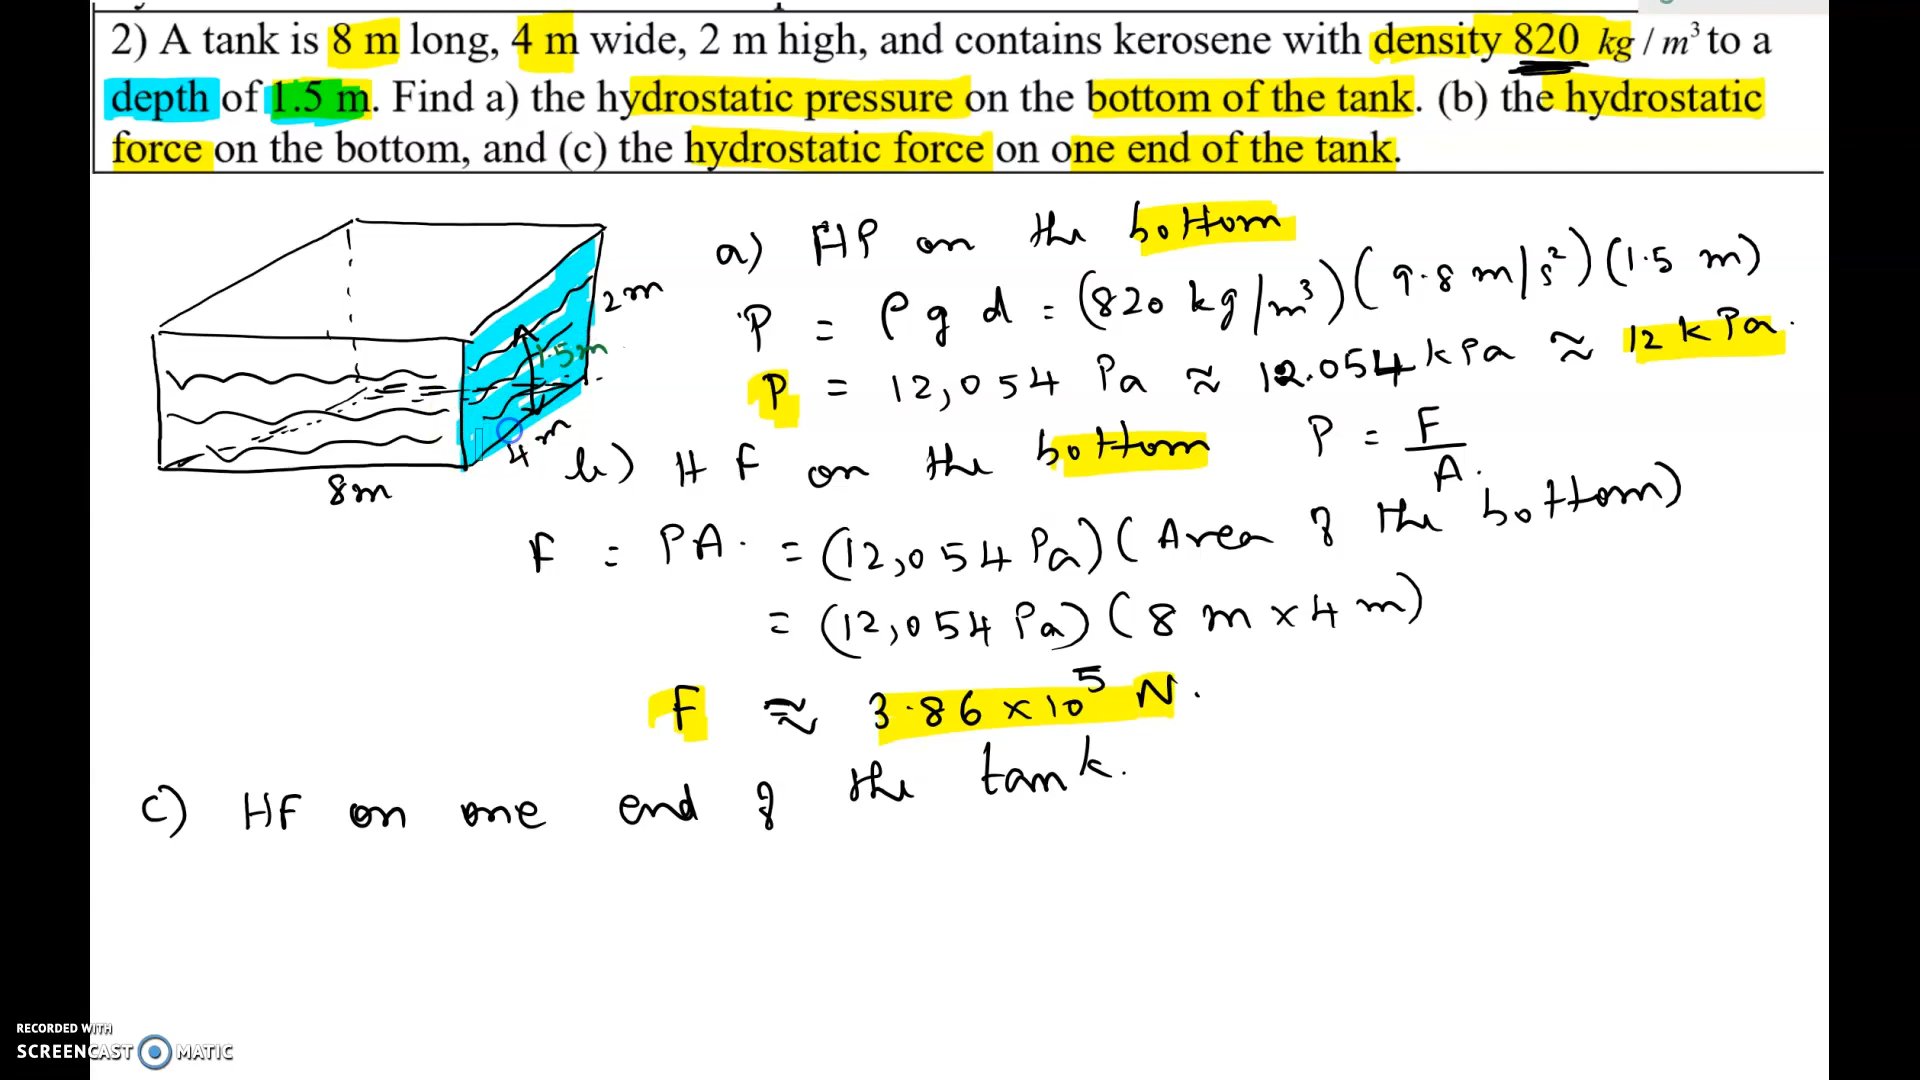 2) A tank is 8 m long, 4 m wide, 2 m high, and contains kerosene with density 820 kg / m³ to a
depth of 1.5 m. Find a) the hydrostatic pressure on the bottom of the tank. (b) the hydrostatic
force on the bottom, and (c) the hydrostatic force on one end of the tank.
2m
1.5m
4 m
8m
a) HP on the bottom
P = ρ g d = (820 kg/m³)(9.8 m/s²)(1.5 m)
P = 12,054 Pa ≈ 12.054 kPa ≈ 12 kPa.
b) H F on the bottom P = F/A.
F = PA. = (12,054 Pa)(Area of the bottom)
= (12,054 Pa)(8 m × 4 m)
F ≈ 3.86 × 10⁵ N.
c) HF on one end of the tank.
RECORDED WITH
SCREENCAST MATIC